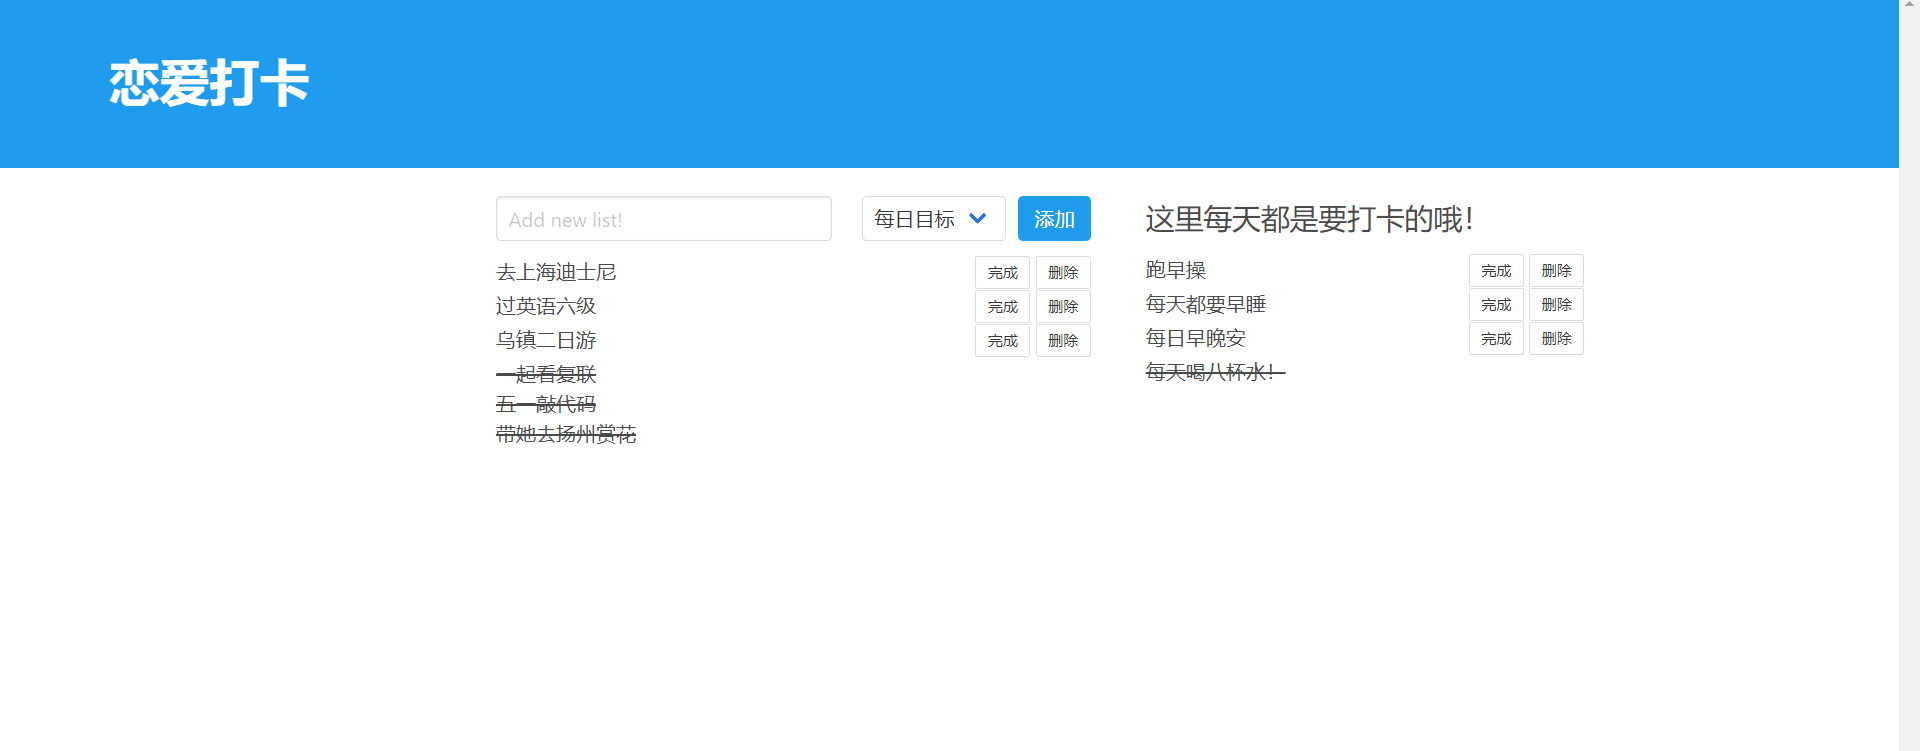 恋爱打卡
Add new list!
每日目标
添加
去上海迪士尼 完成 删除
过英语六级 完成 删除
乌镇二日游 完成 删除
一起看复联
五一敲代码
带她去扬州赏花
这里每天都是要打卡的哦！
跑早操 完成 删除
每天都要早睡 完成 删除
每日早晚安 完成 删除
每天喝八杯水！